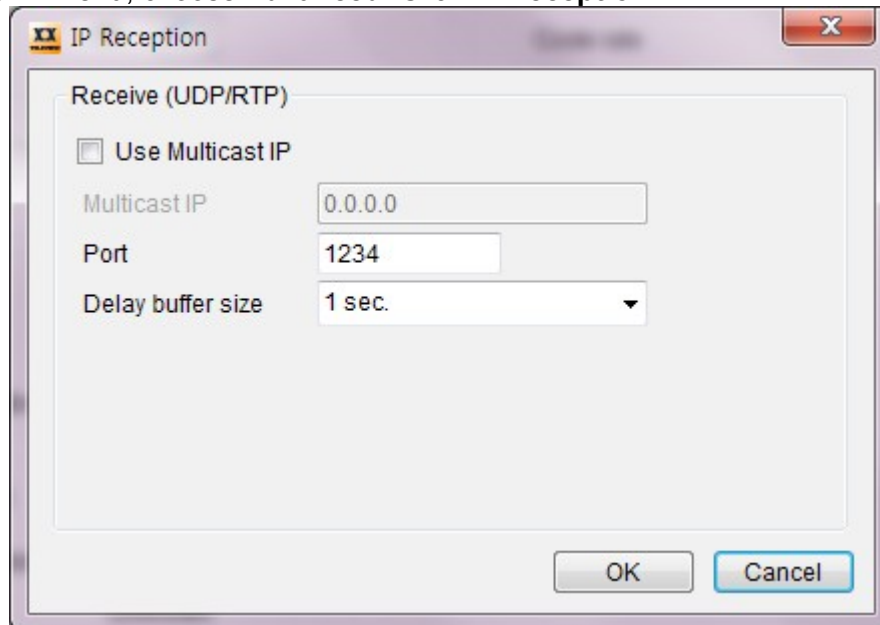 XX IP Reception
Receive (UDP/RTP)
Use Multicast IP
Multicast IP 0.0.0.0
Port 1234
Delay buffer size 1 sec.
OK Cancel